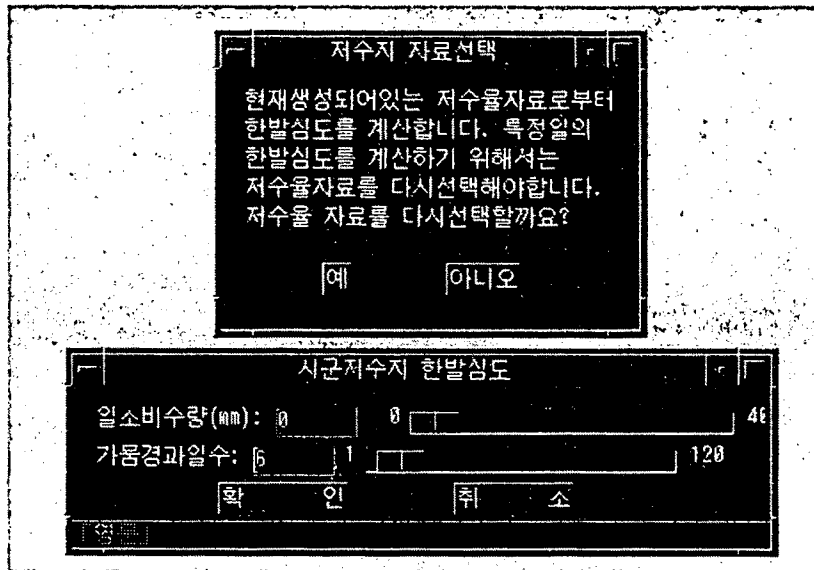 저수지 자료선택
현재생성되어있는 저수율자료로부터
한발심도를 계산합니다. 특정일의
한발심도를 계산하기 위해서는
저수율자료를 다시선택해야합니다.
저수율 자료를 다시선택할까요?
예 아니오
시군저수지 한발심도
일소비수량(mm): 0 0 40
가뭄경과일수: 6 1 120
확 인 취 소